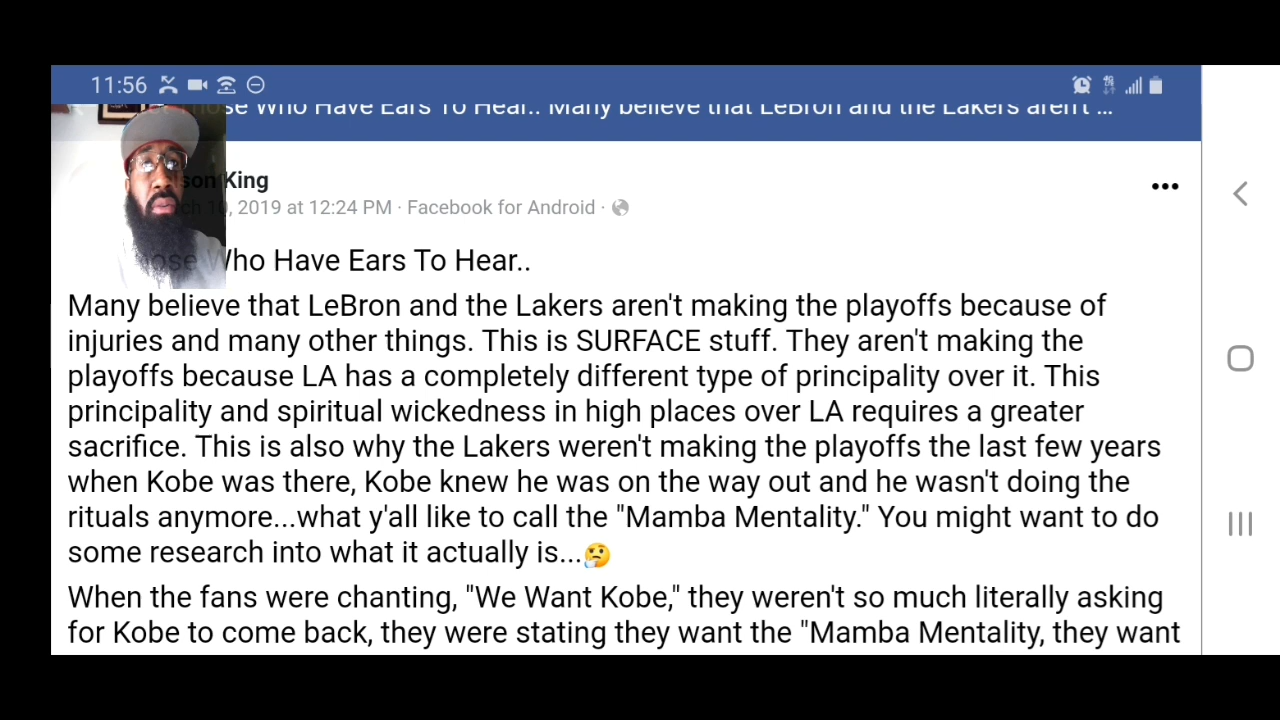 11:56
Who Have Ears To Hear.. Many believe that LeBron and the Lakers aren't ...
son King
10, 2019 at 12:24 PM · Facebook for Android ·
Who Have Ears To Hear..
Many believe that LeBron and the Lakers aren't making the playoffs because of
injuries and many other things. This is SURFACE stuff. They aren't making the
playoffs because LA has a completely different type of principality over it. This
principality and spiritual wickedness in high places over LA requires a greater
sacrifice. This is also why the Lakers weren't making the playoffs the last few years
when Kobe was there, Kobe knew he was on the way out and he wasn't doing the
rituals anymore...what y'all like to call the "Mamba Mentality." You might want to do
some research into what it actually is...🤔
When the fans were chanting, "We Want Kobe," they weren't so much literally asking
for Kobe to come back, they were stating they want the "Mamba Mentality, they want